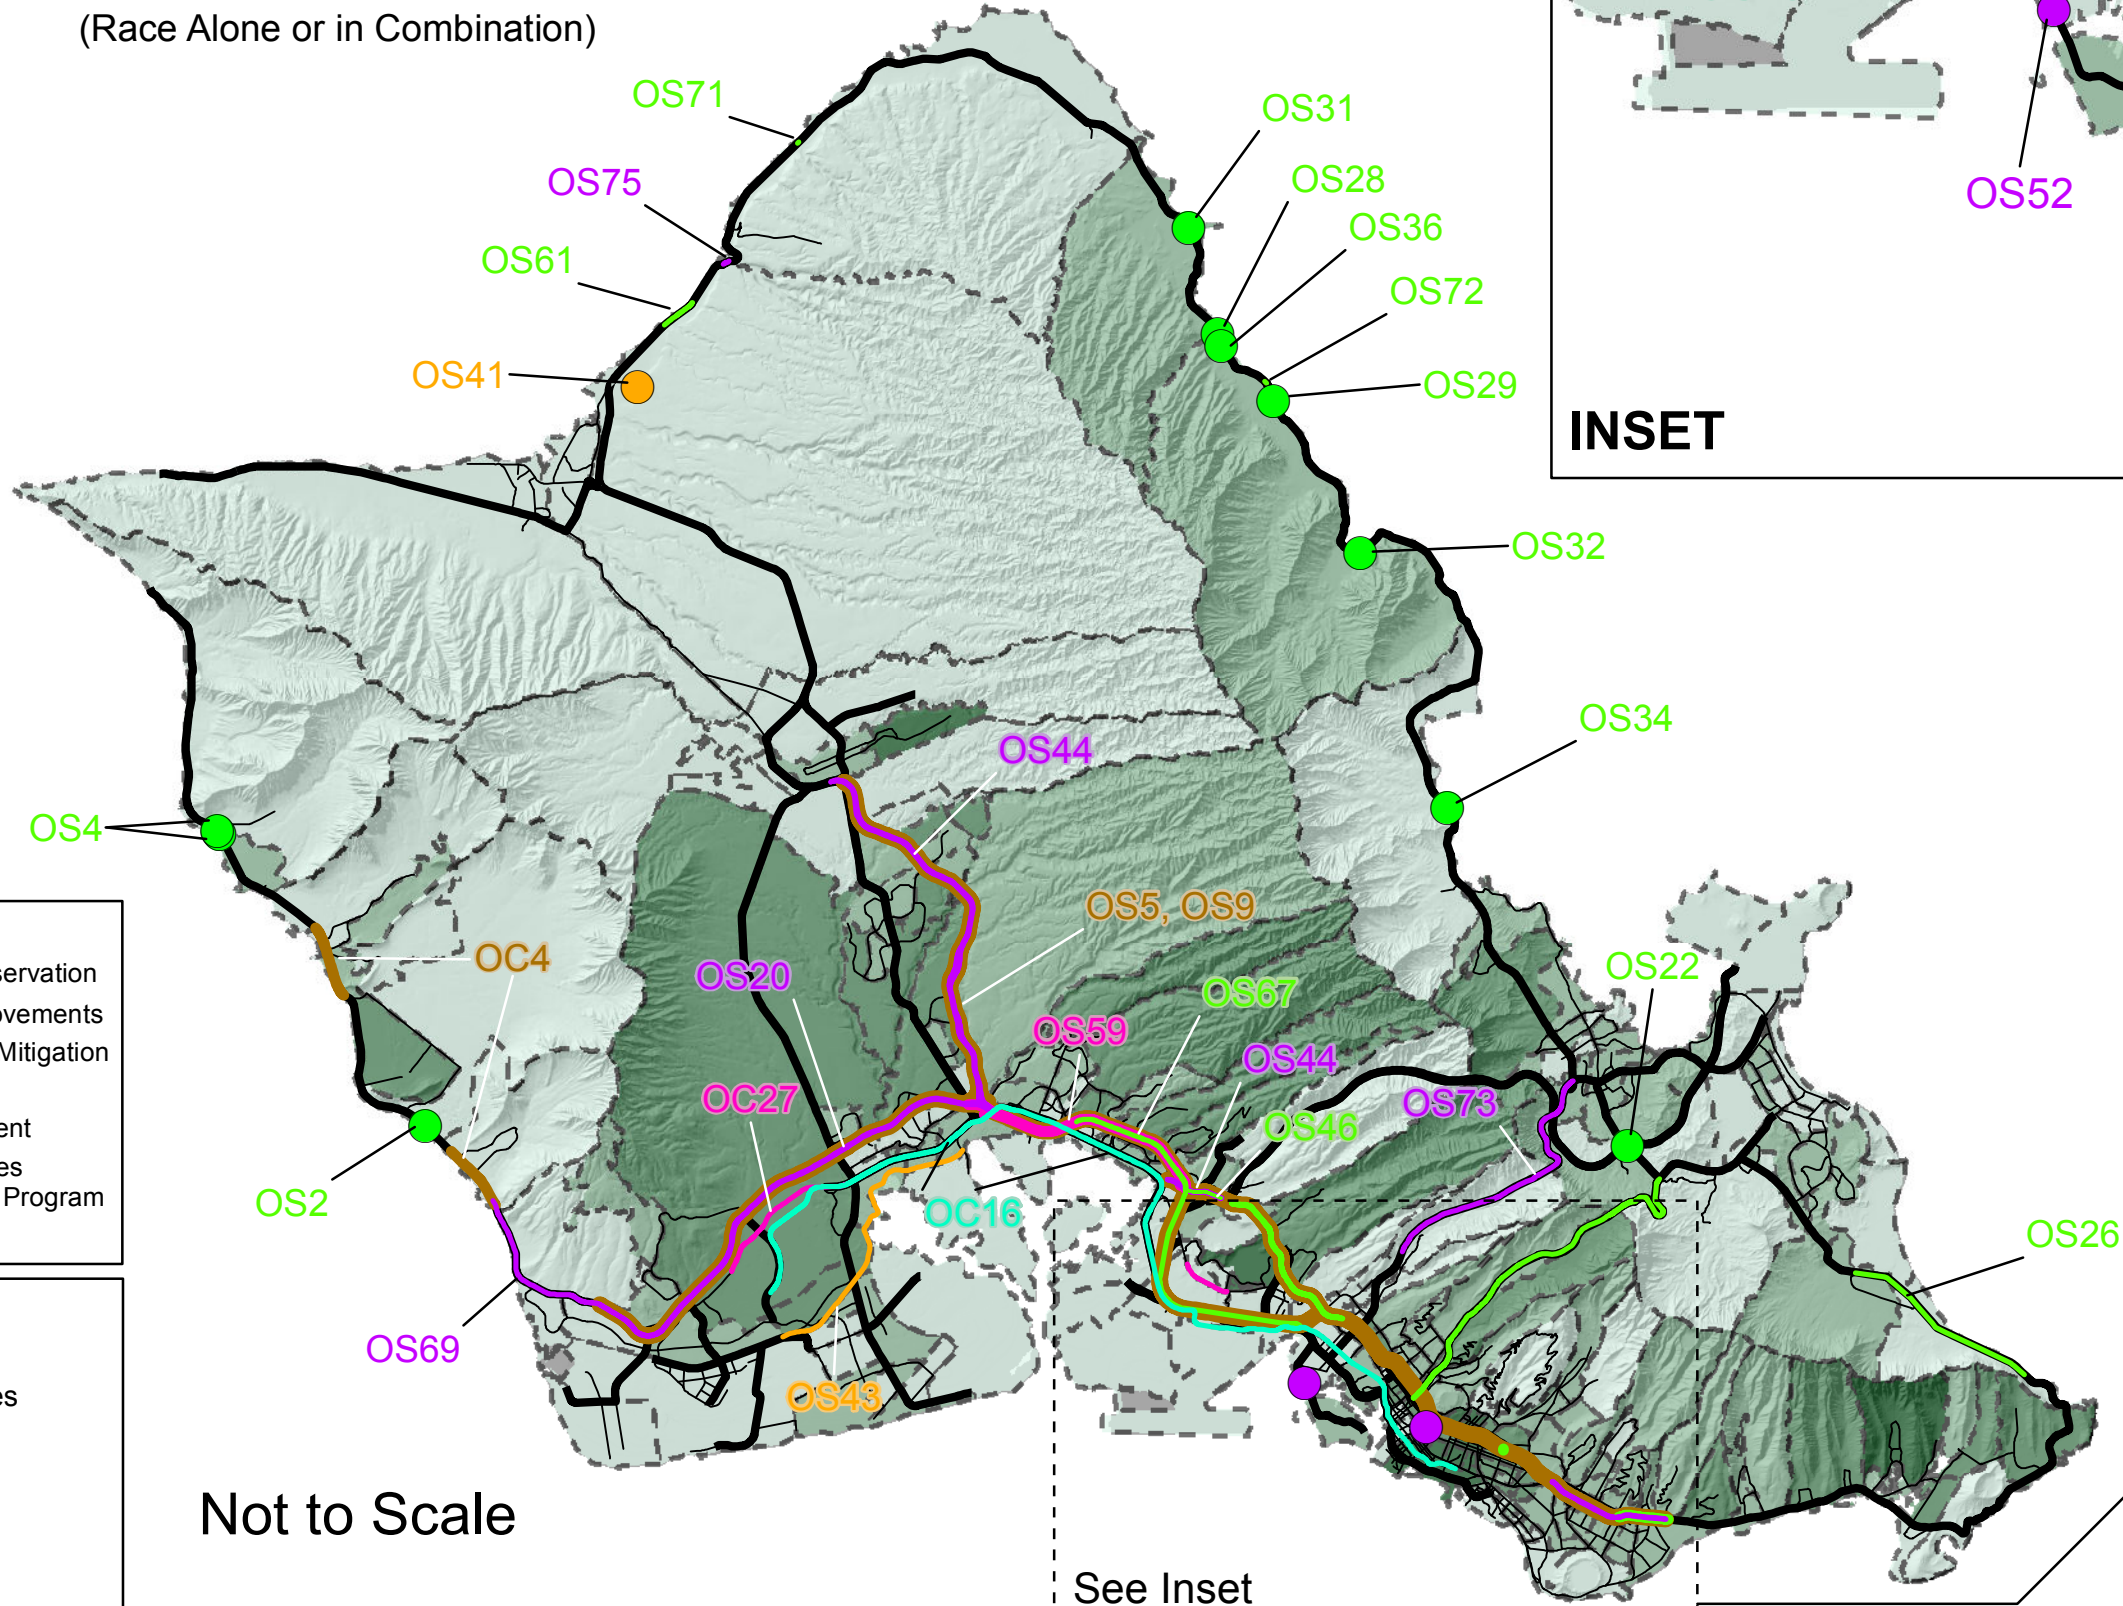 (Race Alone or in Combination)
OS71
OS31
OS75
OS28
OS52
OS36
OS61
OS72
OS41
OS29
INSET
OS32
OS34
OS44
OS4
OS5, OS9
OC4
OS20
OS22
OS67
OS59
OS44
OC27
OS73
OS46
OS2
OC16
OS26
OS69
OS43
servation
ovements
Mitigation
ent
es
Program
es
Not to Scale
See Inset